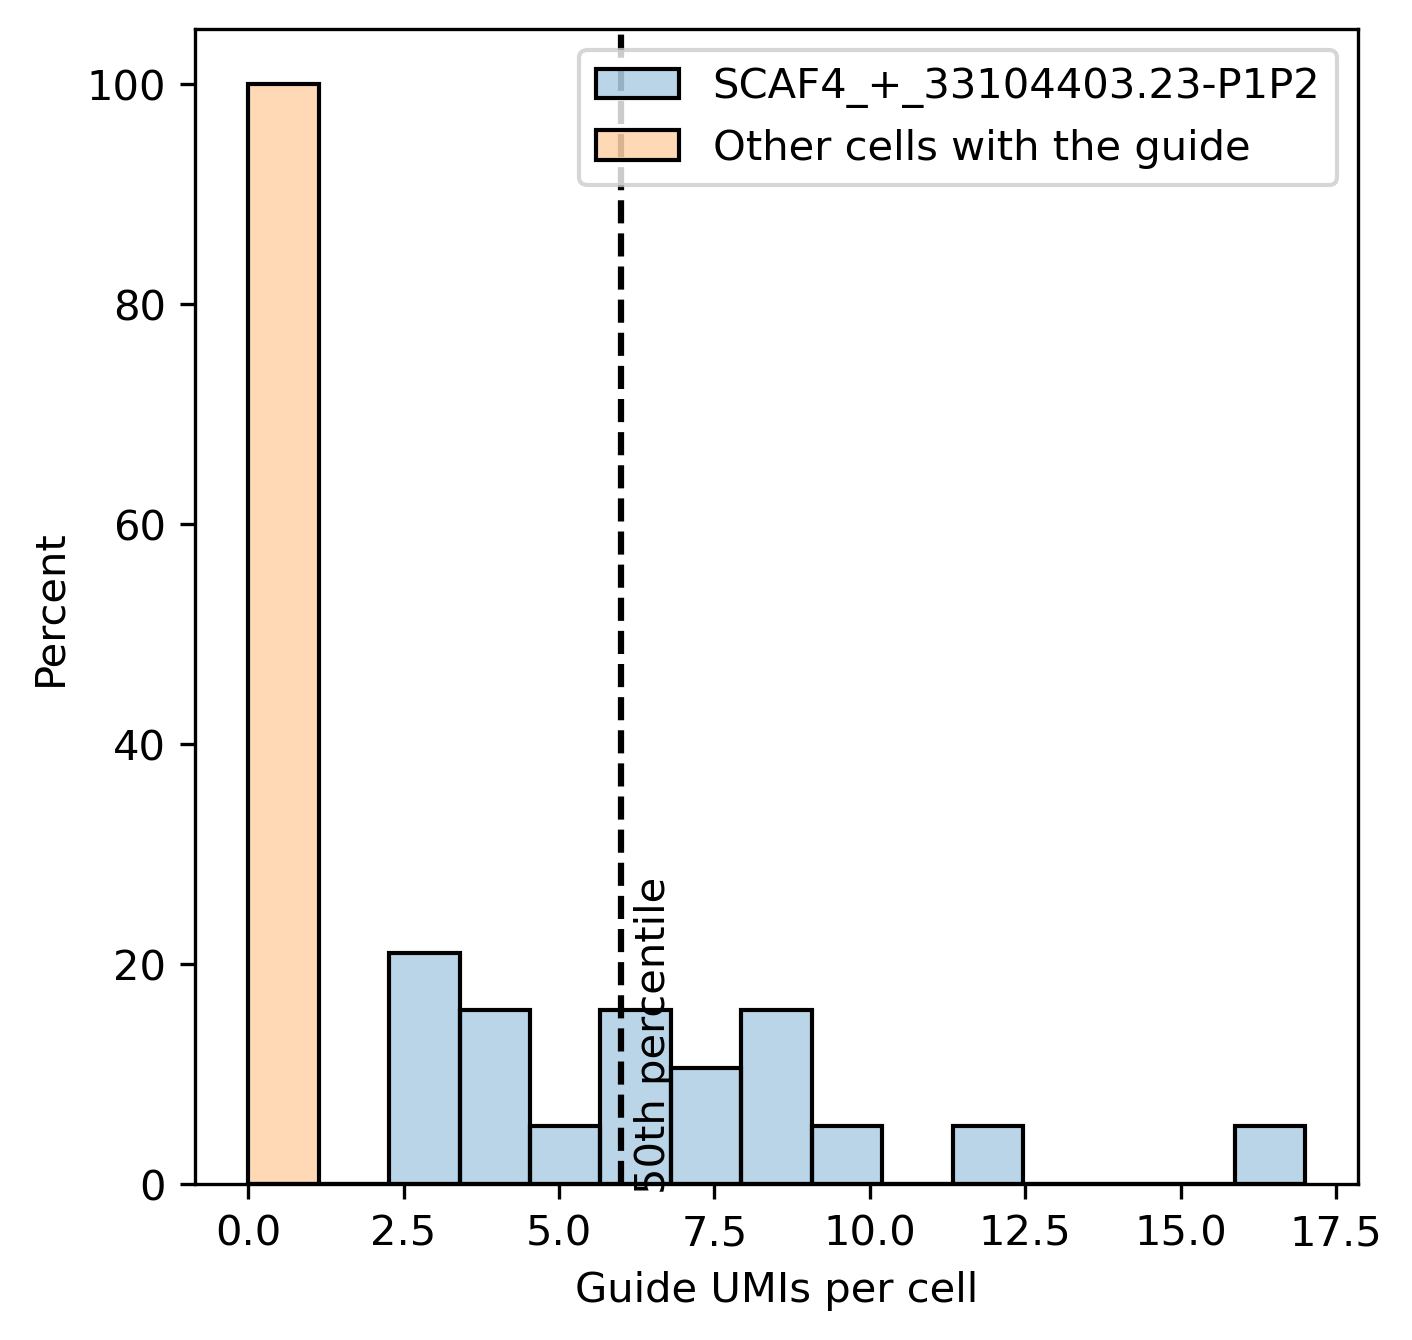 SCAF4_+_33104403.23-P1P2
Other cells with the guide
100
80
60
40
20
0
Percent
50th percentile
0.0 2.5 5.0 7.5 10.0 12.5 15.0 17.5
Guide UMIs per cell